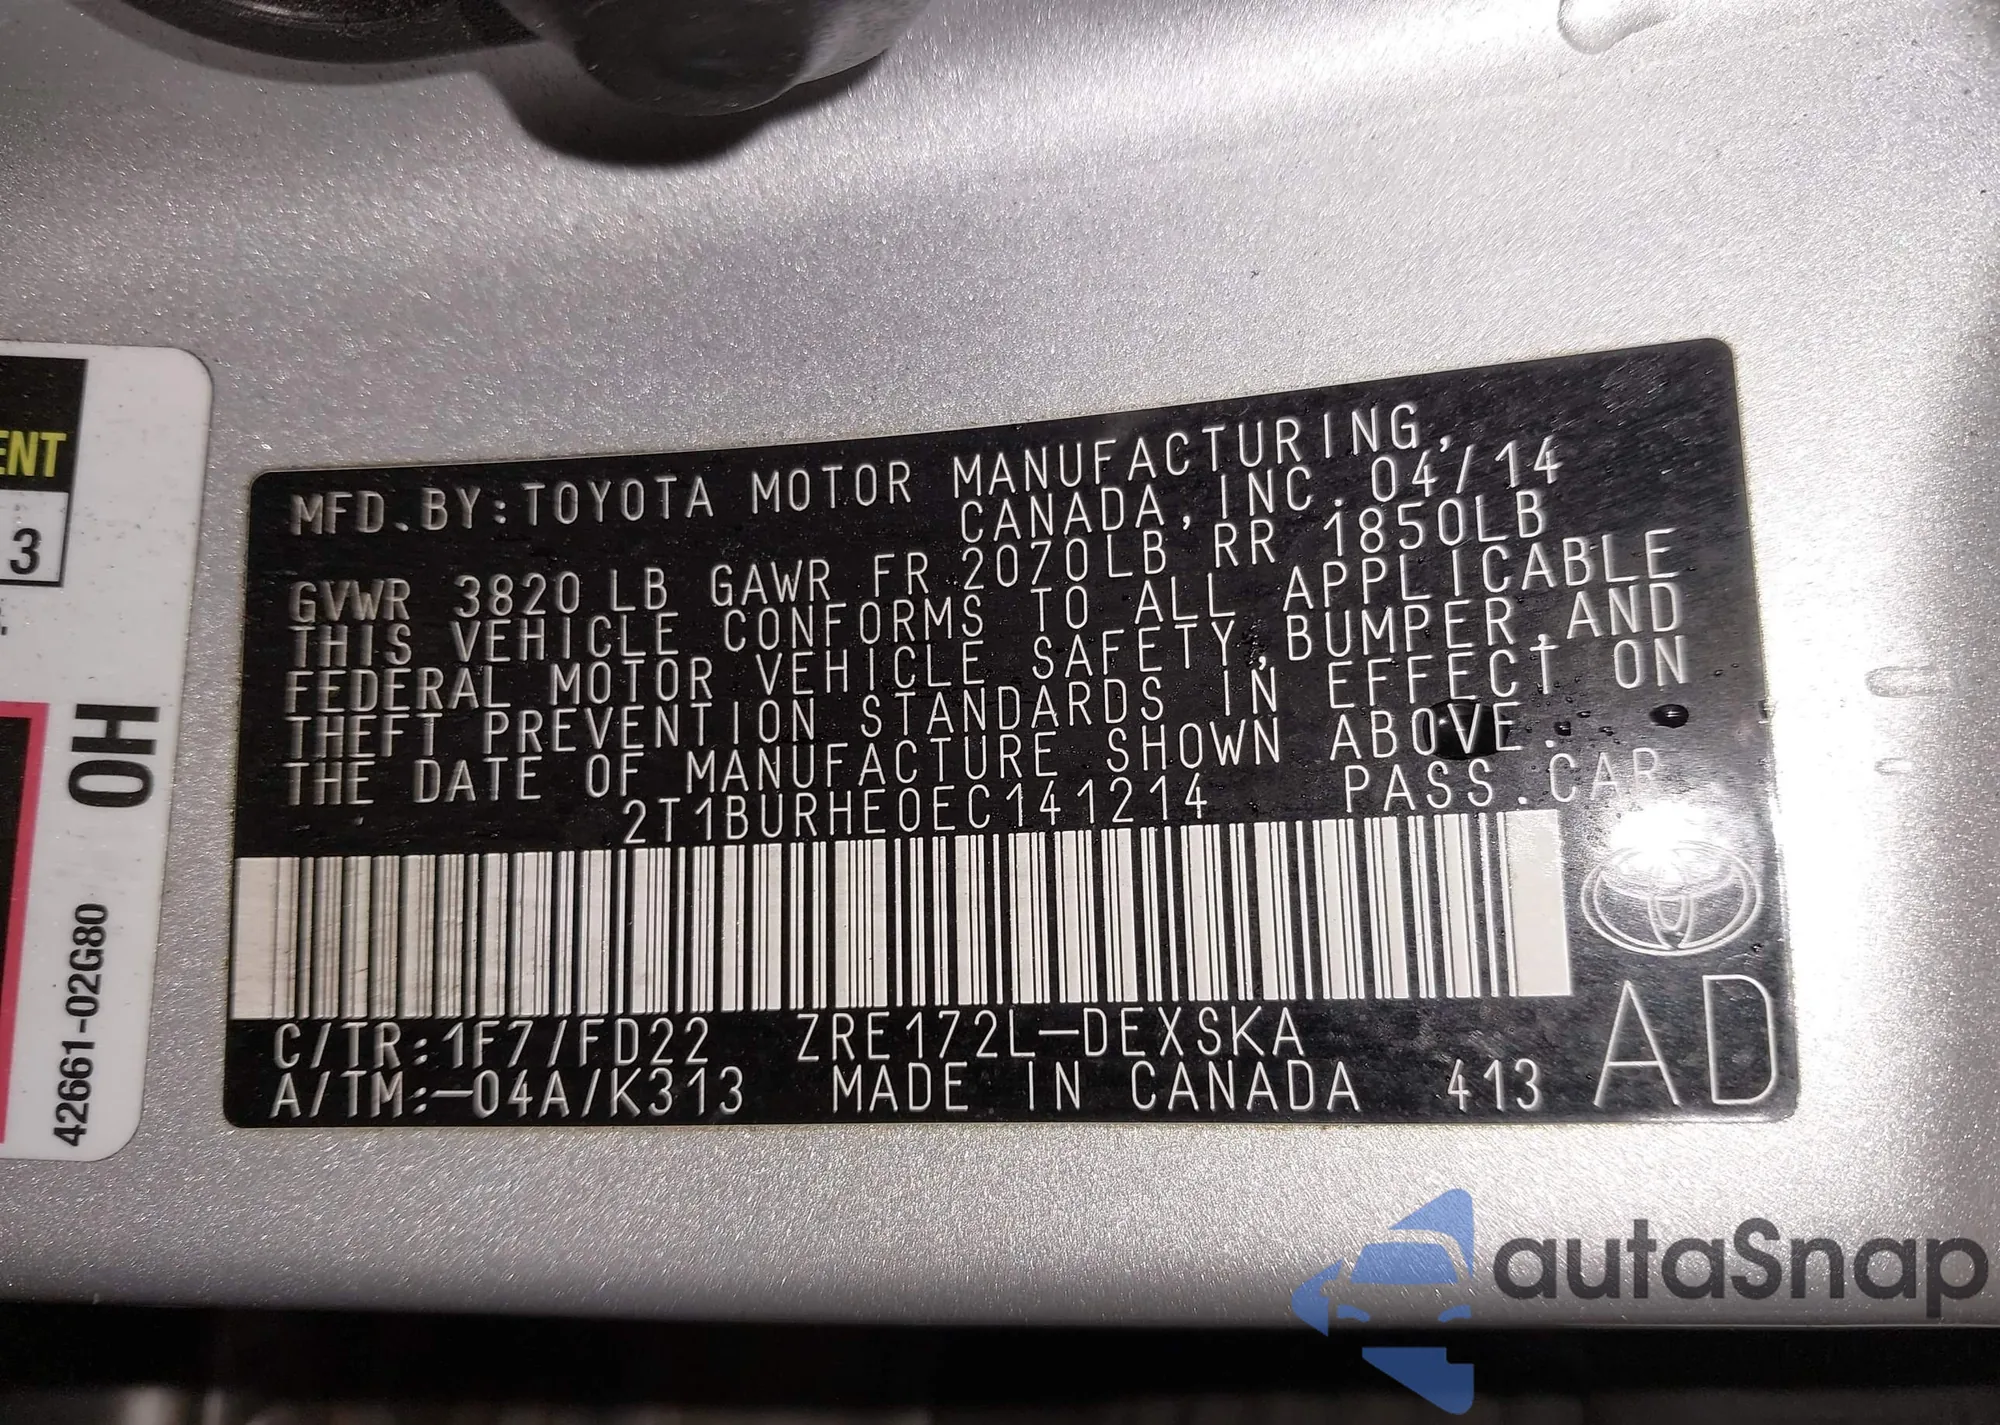 MFD. BY: TOYOTA MOTOR MANUFACTURING,
CANADA, INC. 04/14
GVWR 3820 LB GAWR FR 2070LB RR 1850LB
THIS VEHICLE CONFORMS TO ALL APPLICABLE
FEDERAL MOTOR VEHICLE SAFETY, BUMPER, AND
THEFT PREVENTION STANDARDS IN EFFECT ON
THE DATE OF MANUFACTURE SHOWN ABOVE.
2T1BURHE0EC141214 PASS. CAR
C/TR: 1F7/FD22 ZRE172L-DEXSKA
A/TM: -04A/K313 MADE IN CANADA 413
AD
ENT
3
0H
42661-02G80
autaSnap